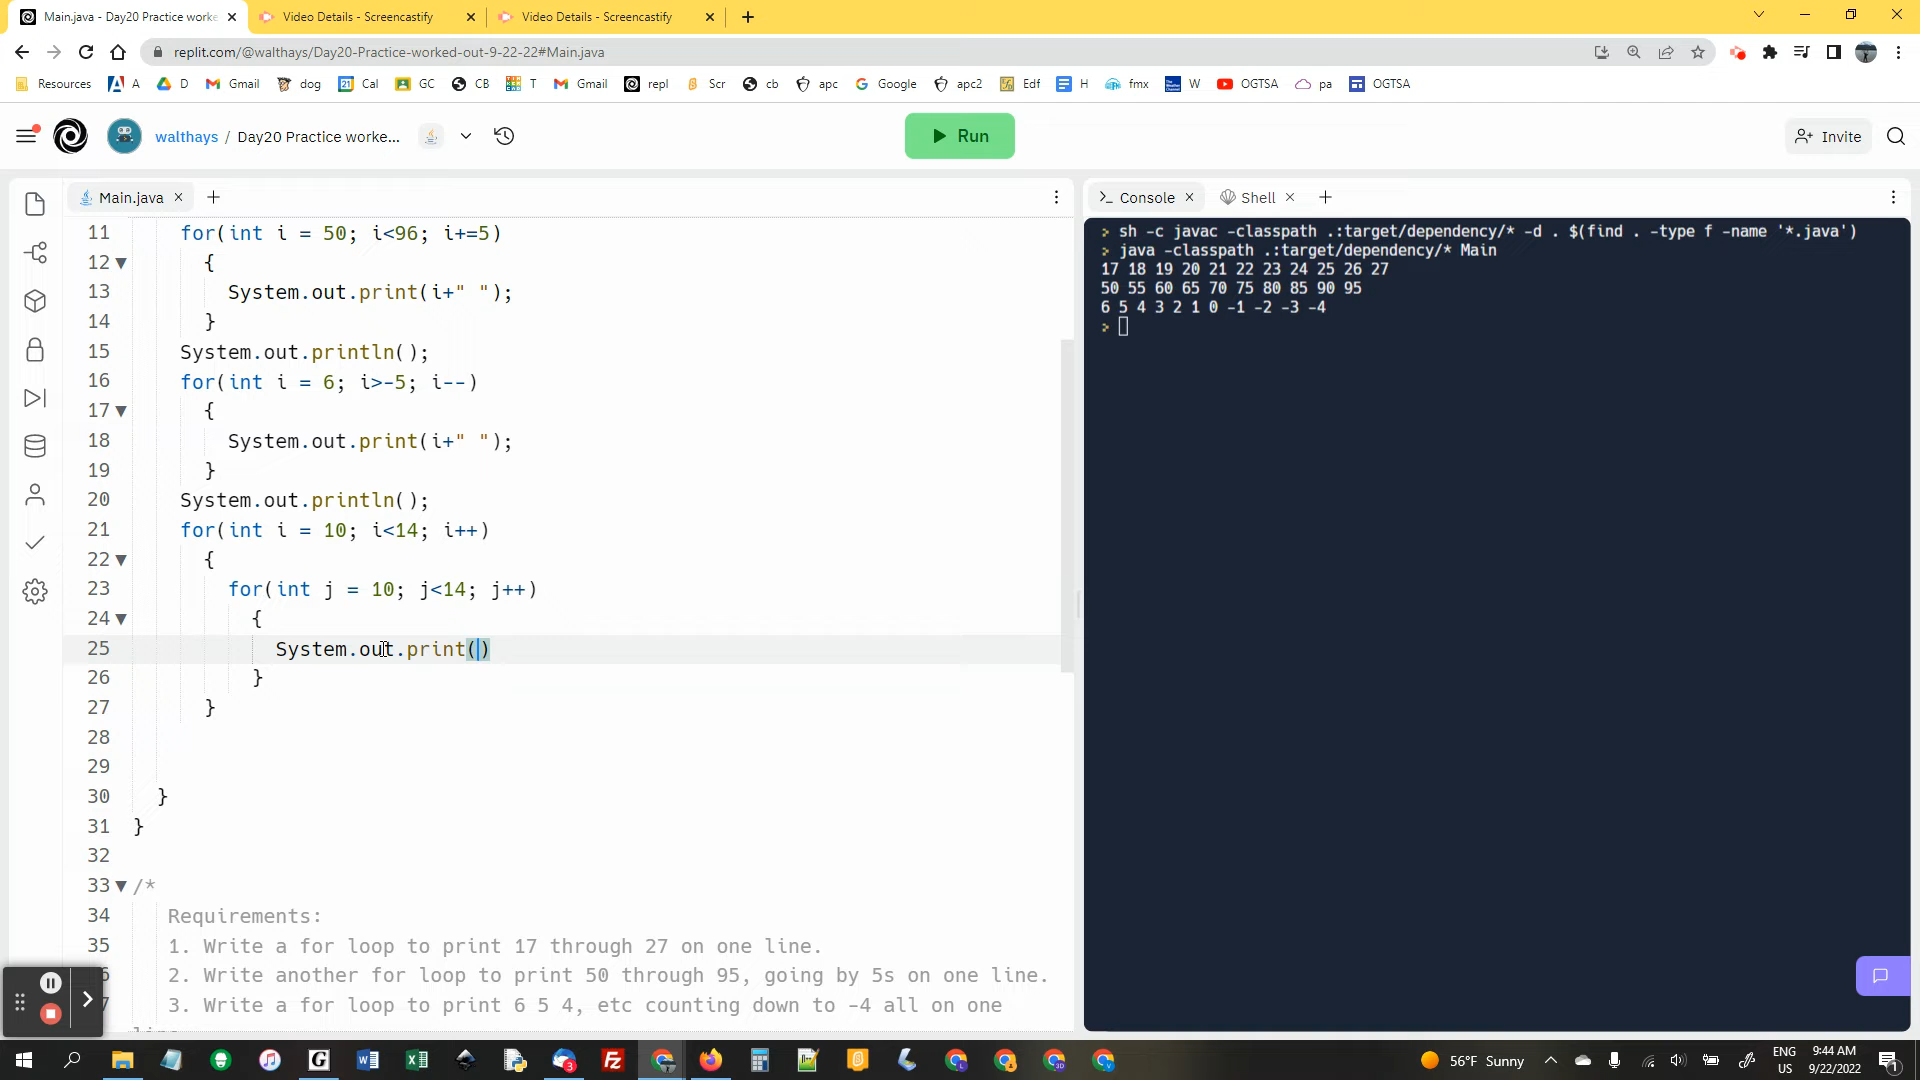 Main.java - Day20 Practice worke
Video Details - Screencastify
Video Details - Screencastify
replit.com/@walthays/Day20-Practice-worked-out-9-22-22#Main.java
Resources A D Gmail dog Cal GC CB T Gmail repl Scr cb apc Google apc2 Edf H fmx W OGTSA pa OGTSA
walthays / Day20 Practice worke...
Run
Invite
Main.java
11 for(int i = 50; i<96; i+=5)
12 {
13 System.out.print(i+" ");
14 }
15 System.out.println();
16 for(int i = 6; i>-5; i--)
17 {
18 System.out.print(i+" ");
19 }
20 System.out.println();
21 for(int i = 10; i<14; i++)
22 {
23 for(int j = 10; j<14; j++)
24 {
25 System.out.print()
26 }
27 }
28
29
30 }
31 }
32
33 /*
34 Requirements:
35 1. Write a for loop to print 17 through 27 on one line.
6 2. Write another for loop to print 50 through 95, going by 5s on one line.
7 3. Write a for loop to print 6 5 4, etc counting down to -4 all on one
Console
Shell
> sh -c javac -classpath .:target/dependency/* -d . $(find . -type f -name '*.java')
> java -classpath .:target/dependency/* Main
17 18 19 20 21 22 23 24 25 26 27
50 55 60 65 70 75 80 85 90 95
6 5 4 3 2 1 0 -1 -2 -3 -4
>
56°F Sunny
ENG
US
9:44 AM
9/22/2022